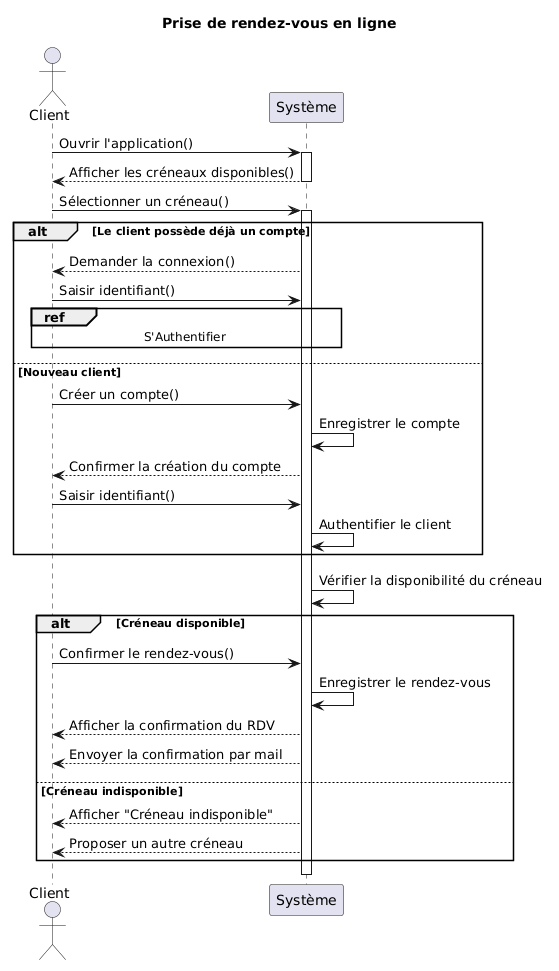 Prise de rendez-vous en ligne
Client
Système
Ouvrir l'application()
Afficher les créneaux disponibles()
Sélectionner un créneau()
alt [Le client possède déjà un compte]
Demander la connexion()
Saisir identifiant()
ref
S'Authentifier
[Nouveau client]
Créer un compte()
Enregistrer le compte
Confirmer la création du compte
Saisir identifiant()
Authentifier le client
Vérifier la disponibilité du créneau
alt [Créneau disponible]
Confirmer le rendez-vous()
Enregistrer le rendez-vous
Afficher la confirmation du RDV
Envoyer la confirmation par mail
[Créneau indisponible]
Afficher "Créneau indisponible"
Proposer un autre créneau
Client
Système